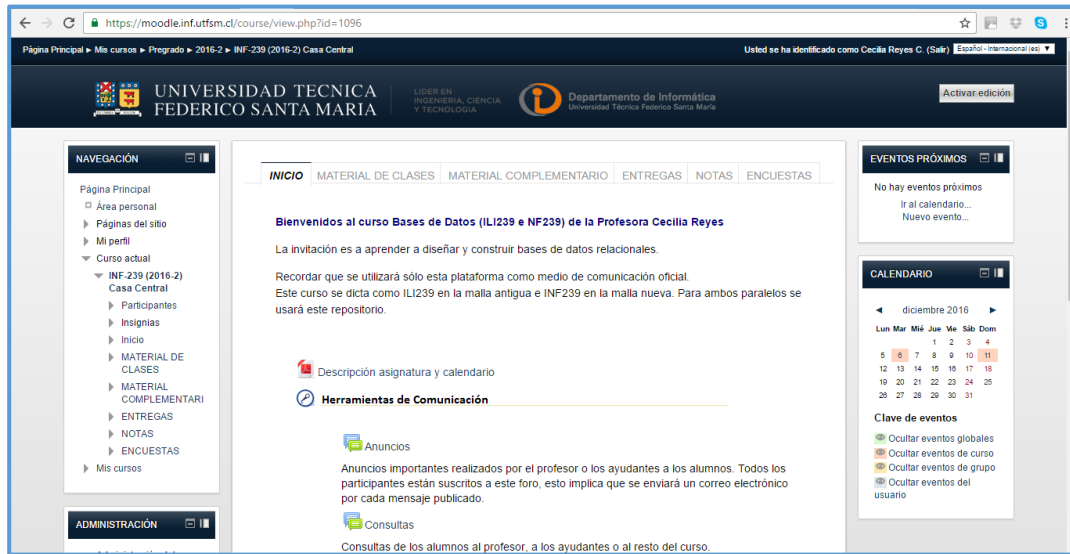 https://moodle.inf.utfsm.cl/course/view.php?id=1096
Página Principal ▸ Mis cursos ▸ Pregrado ▸ 2016-2 ▸ INF-239 (2016-2) Casa Central
Usted se ha identificado como Cecilia Reyes C. (Salir) Español - Internacional (es)
UNIVERSIDAD TECNICA
FEDERICO SANTA MARIA
LIDER EN
INGENIERIA, CIENCIA
Y TECNOLOGIA
Departamento de Informática
Universidad Técnica Federico Santa María
Activar edición
NAVEGACIÓN
Página Principal
Área personal
Páginas del sitio
Mi perfil
Curso actual
INF-239 (2016-2)
Casa Central
Participantes
Insignias
Inicio
MATERIAL DE
CLASES
MATERIAL
COMPLEMENTARI
ENTREGAS
NOTAS
ENCUESTAS
Mis cursos
ADMINISTRACIÓN
INICIO MATERIAL DE CLASES MATERIAL COMPLEMENTARIO ENTREGAS NOTAS ENCUESTAS
Bienvenidos al curso Bases de Datos (ILI239 e NF239) de la Profesora Cecilia Reyes
La invitación es a aprender a diseñar y construir bases de datos relacionales.
Recordar que se utilizará sólo esta plataforma como medio de comunicación oficial.
Este curso se dicta como ILI239 en la malla antigua e INF239 en la malla nueva. Para ambos paralelos se
usará este repositorio.
Descripción asignatura y calendario
Herramientas de Comunicación
Anuncios
Anuncios importantes realizados por el profesor o los ayudantes a los alumnos. Todos los
participantes están suscritos a este foro, esto implica que se enviará un correo electrónico
por cada mensaje publicado.
Consultas
Consultas de los alumnos al profesor, a los ayudantes o al resto del curso.
EVENTOS PRÓXIMOS
No hay eventos próximos
Ir al calendario...
Nuevo evento...
CALENDARIO
◄ diciembre 2016 ►
Lun Mar Mié Jue Vie Sáb Dom
1 2 3 4
5 6 7 8 9 10 11
12 13 14 15 16 17 18
19 20 21 22 23 24 25
26 27 28 29 30 31
Clave de eventos
Ocultar eventos globales
Ocultar eventos de curso
Ocultar eventos de grupo
Ocultar eventos del
usuario